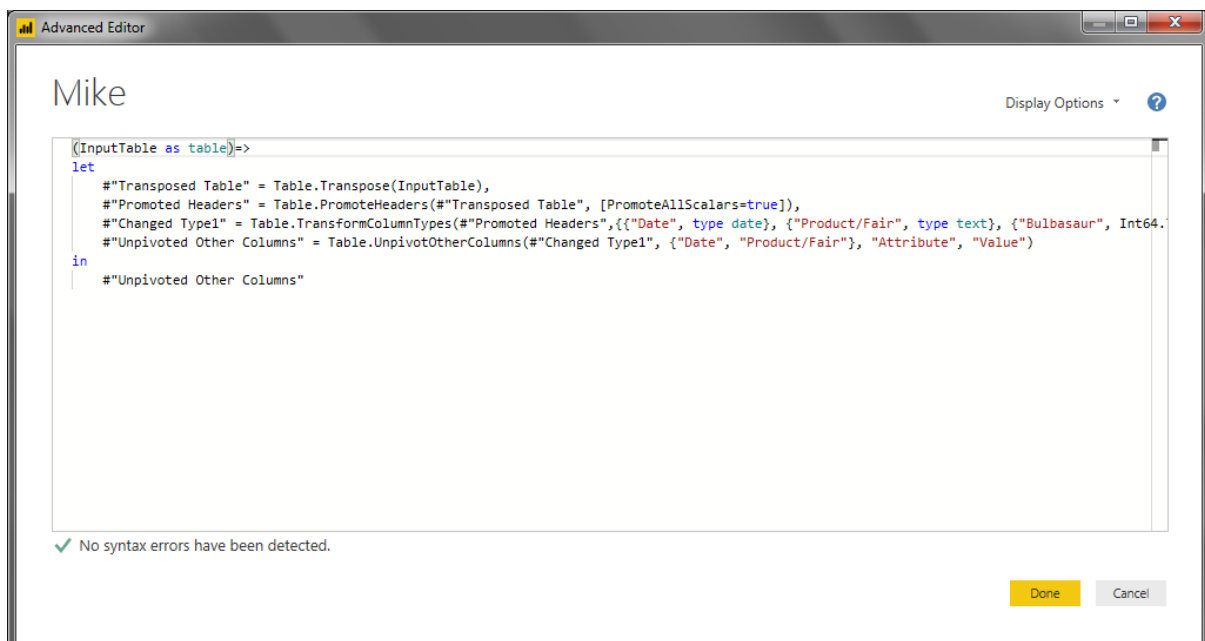 Advanced Editor
Mike
Display Options
?
(InputTable as table)=>
let
    #"Transposed Table" = Table.Transpose(InputTable),
    #"Promoted Headers" = Table.PromoteHeaders(#"Transposed Table", [PromoteAllScalars=true]),
    #"Changed Type1" = Table.TransformColumnTypes(#"Promoted Headers",{{"Date", type date}, {"Product/Fair", type text}, {"Bulbasaur", Int64.
    #"Unpivoted Other Columns" = Table.UnpivotOtherColumns(#"Changed Type1", {"Date", "Product/Fair"}, "Attribute", "Value")
in
    #"Unpivoted Other Columns"
No syntax errors have been detected.
Done Cancel